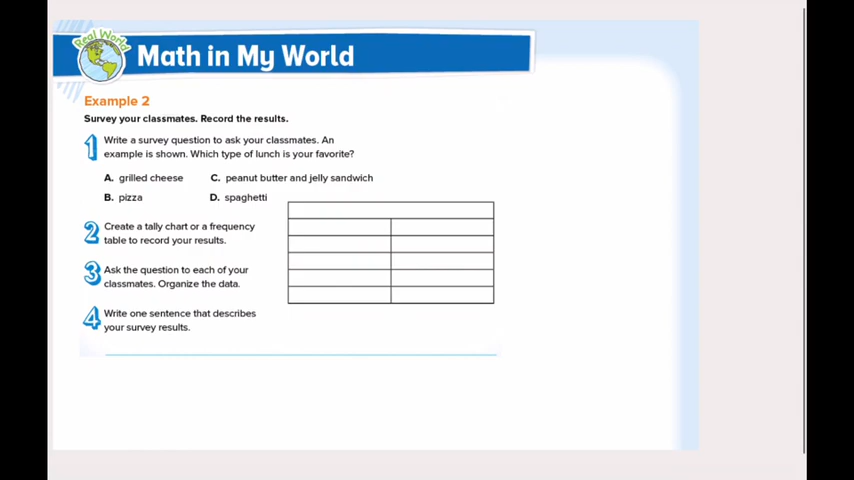 Real World
Math in My World
Example 2
Survey your classmates. Record the results.
1 Write a survey question to ask your classmates. An
example is shown. Which type of lunch is your favorite?
A. grilled cheese C. peanut butter and jelly sandwich
B. pizza D. spaghetti
2 Create a tally chart or a frequency
table to record your results.
3 Ask the question to each of your
classmates. Organize the data.
4 Write one sentence that describes
your survey results.